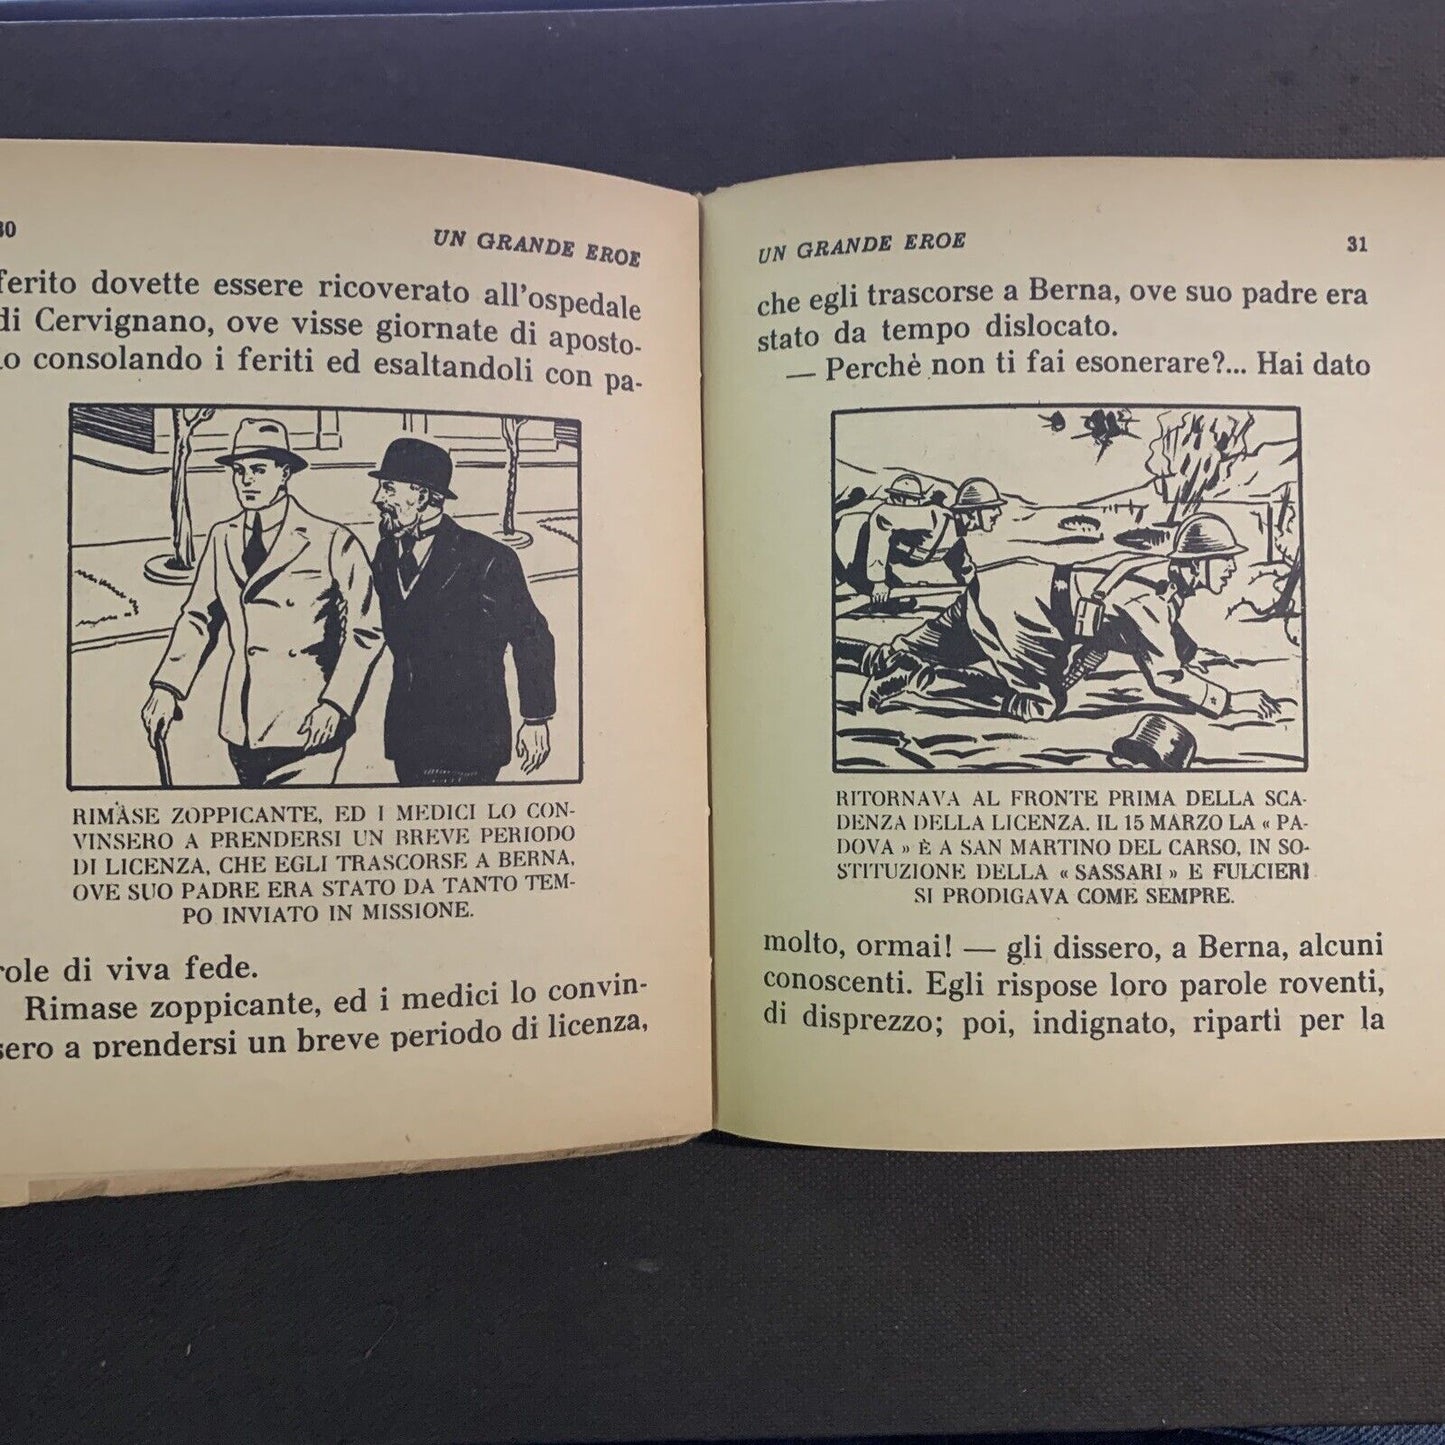 30
UN GRANDE EROE
ferito dovette essere ricoverato all'ospedale
di Cervignano, ove visse giornate di aposto-
lo consolando i feriti ed esaltandoli con pa-
RIMASE ZOPPICANTE, ED I MEDICI LO CON-
VINSERO A PRENDERSI UN BREVE PERIODO
DI LICENZA, CHE EGLI TRASCORSE A BERNA,
OVE SUO PADRE ERA STATO DA TANTO TEM-
PO INVIATO IN MISSIONE.
role di viva fede.
Rimase zoppicante, ed i medici lo convin-
sero a prendersi un breve periodo di licenza,
UN GRANDE EROE
31
che egli trascorse a Berna, ove suo padre era
stato da tempo dislocato.
— Perchè non ti fai esonerare?... Hai dato
RITORNAVA AL FRONTE PRIMA DELLA SCA-
DENZA DELLA LICENZA. IL 15 MARZO LA « PA-
DOVA » È A SAN MARTINO DEL CARSO, IN SO-
STITUZIONE DELLA « SASSARI » E FULCIERI
SI PRODIGAVA COME SEMPRE.
molto, ormai! — gli dissero, a Berna, alcuni
conoscenti. Egli rispose loro parole roventi,
di disprezzo; poi, indignato, ripartì per la